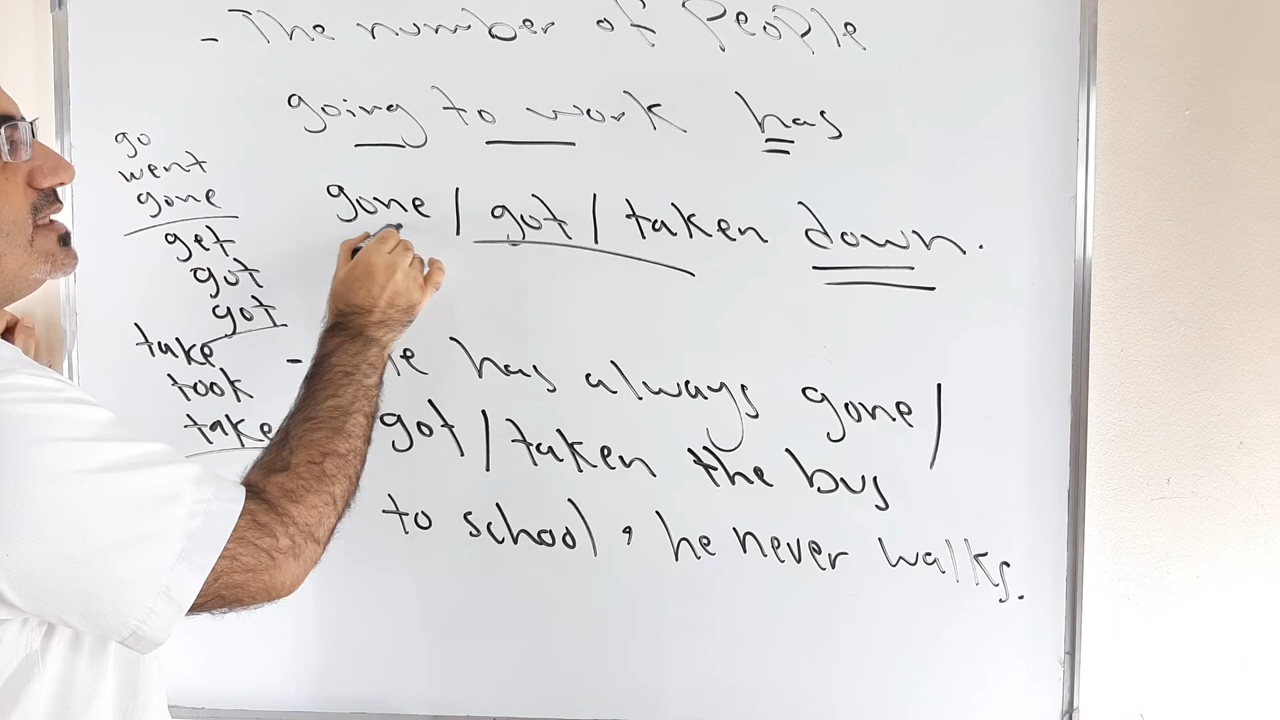 - The number of People
going to work has
gone / got / taken down.
go
went
gone
get
got
got
take
took
take
- has always gone /
got / taken the bus
to school, he never walks.